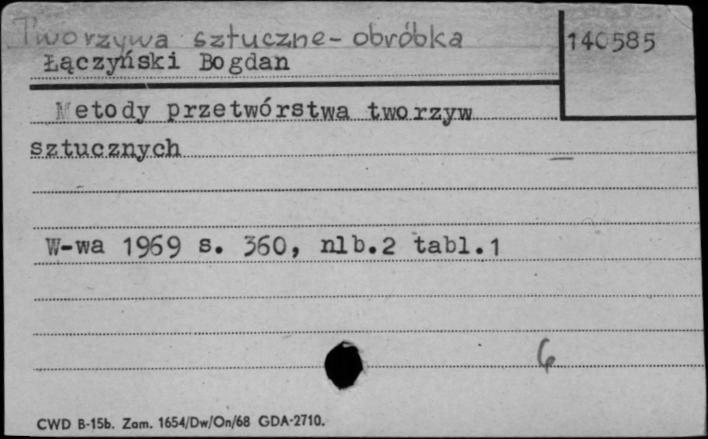 Tworzywa sztuczne - obróbka
140585
Łączyński Bogdan
Metody przetwórstwa tworzyw
sztucznych
W-wa 1969 s. 360, nlb.2 tabl.1
6
CWD B-15b. Zam. 1654/Dw/On/68 GDA-2710.